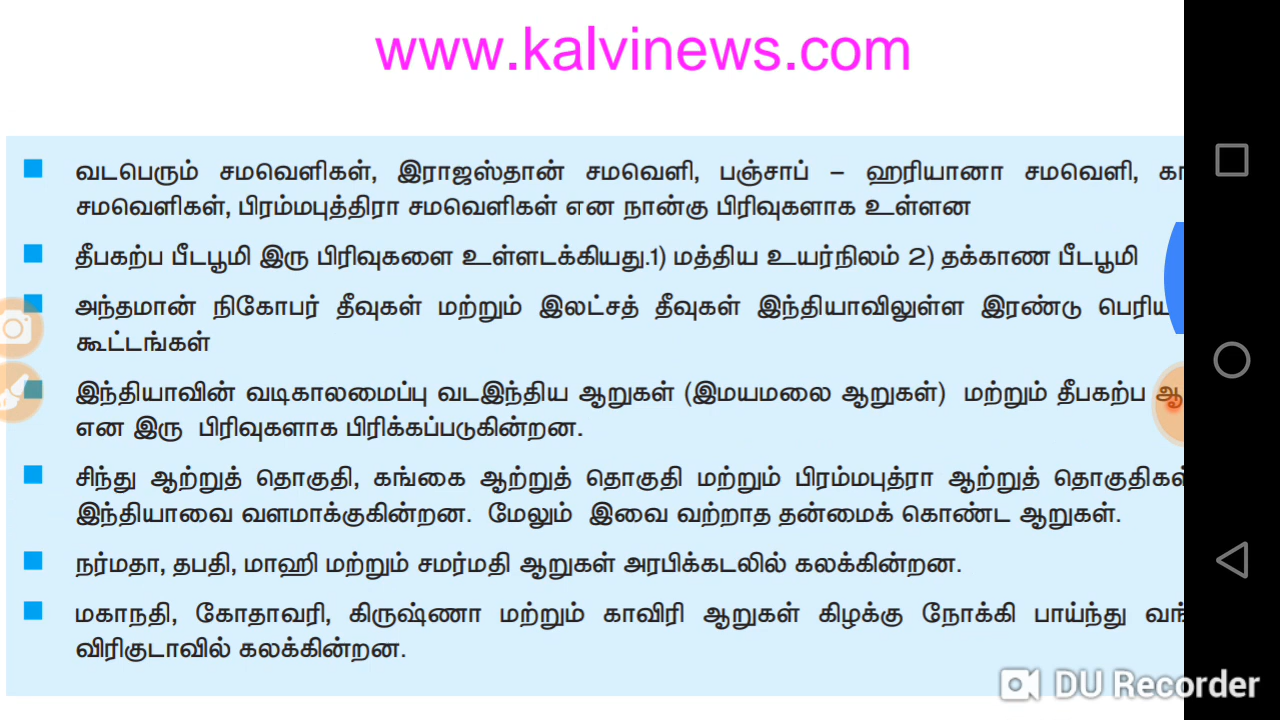 www.kalvinews.com
வடபெரும் சமவெளிகள், இராஜஸ்தான் சமவெளி, பஞ்சாப் – ஹரியானா சமவெளி,
சமவெளிகள், பிரம்மபுத்திரா சமவெளிகள் என நான்கு பிரிவுகளாக உள்ளன
தீபகற்ப பீடபூமி இரு பிரிவுகளை உள்ளடக்கியது.1) மத்திய உயர்நிலம் 2) தக்காண பீடபூமி
அந்தமான் நிகோபர் தீவுகள் மற்றும் இலட்சத் தீவுகள் இந்தியாவிலுள்ள இரண்டு பெரிய
கூட்டங்கள்
இந்தியாவின் வடிகாலமைப்பு வடஇந்திய ஆறுகள் (இமயமலை ஆறுகள்) மற்றும் தீபகற்ப
என இரு பிரிவுகளாக பிரிக்கப்படுகின்றன.
சிந்து ஆற்றுத் தொகுதி, கங்கை ஆற்றுத் தொகுதி மற்றும் பிரம்மபுத்ரா ஆற்றுத் தொகுதிகள்
இந்தியாவை வளமாக்குகின்றன. மேலும் இவை வற்றாத தன்மைக் கொண்ட ஆறுகள்.
நர்மதா, தபதி, மாஹி மற்றும் சமர்மதி ஆறுகள் அரபிக்கடலில் கலக்கின்றன.
மகாநதி, கோதாவரி, கிருஷ்ணா மற்றும் காவிரி ஆறுகள் கிழக்கு நோக்கி பாய்ந்து
விரிகுடாவில் கலக்கின்றன.
DU Recorder